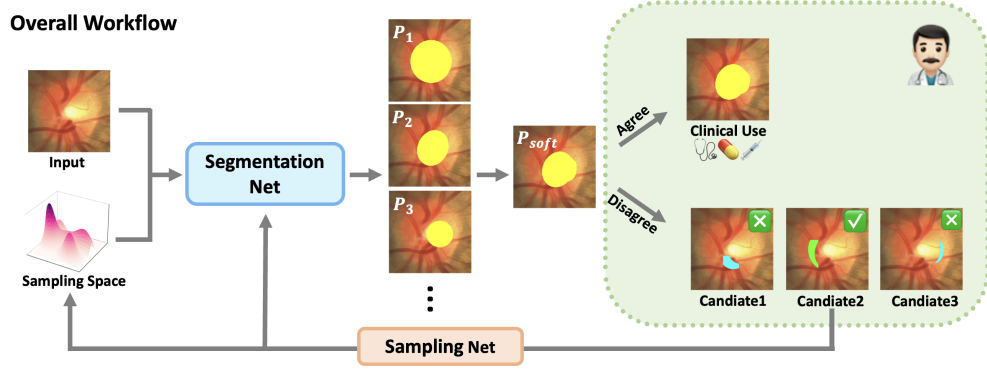 Overall Workflow
Input
Sampling Space
Segmentation
Net
P1
P2
P3
Psoft
Agree
Disagree
Clinical Use
Candiate1
Candiate2
Candiate3
Sampling Net